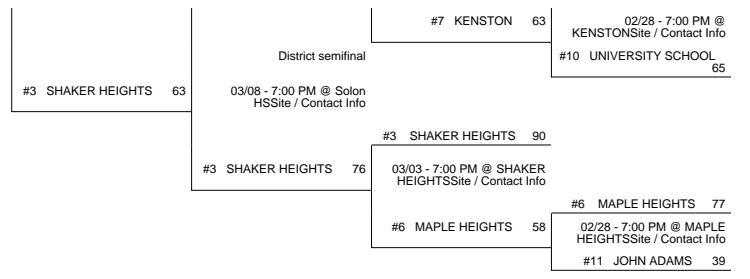 #7 KENSTON 63
02/28 - 7:00 PM @
KENSTONSite / Contact Info
District semifinal
#10 UNIVERSITY SCHOOL
65
#3 SHAKER HEIGHTS 63
03/08 - 7:00 PM @ Solon
HSSite / Contact Info
#3 SHAKER HEIGHTS 90
#3 SHAKER HEIGHTS 76
03/03 - 7:00 PM @ SHAKER
HEIGHTSSite / Contact Info
#6 MAPLE HEIGHTS 77
#6 MAPLE HEIGHTS 58
02/28 - 7:00 PM @ MAPLE
HEIGHTSSite / Contact Info
#11 JOHN ADAMS 39